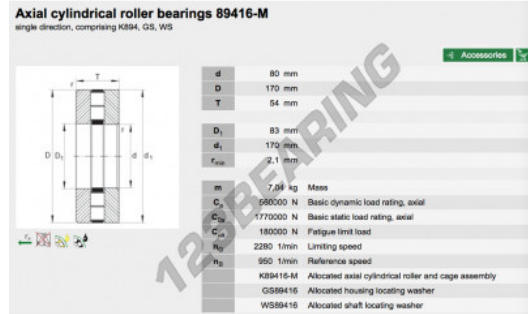 Axial cylindrical roller bearings 89416-M
single direction, comprising K894, GS, WS
Accessories
d 80 mm
D 170 mm
T 54 mm
D₁ 83 mm
d₁ 170 mm
rmin 2,1 mm
m 7,04 kg Mass
Ca 560000 N Basic dynamic load rating, axial
C0a 1770000 N Basic static load rating, axial
Cua 180000 N Fatigue limit load
nG 2280 1/min Limiting speed
nB 950 1/min Reference speed
K89416-M Allocated axial cylindrical roller and cage assembly
GS89416 Allocated housing locating washer
WS89416 Allocated shaft locating washer
T
r
D D₁ r d d₁
123BEARING